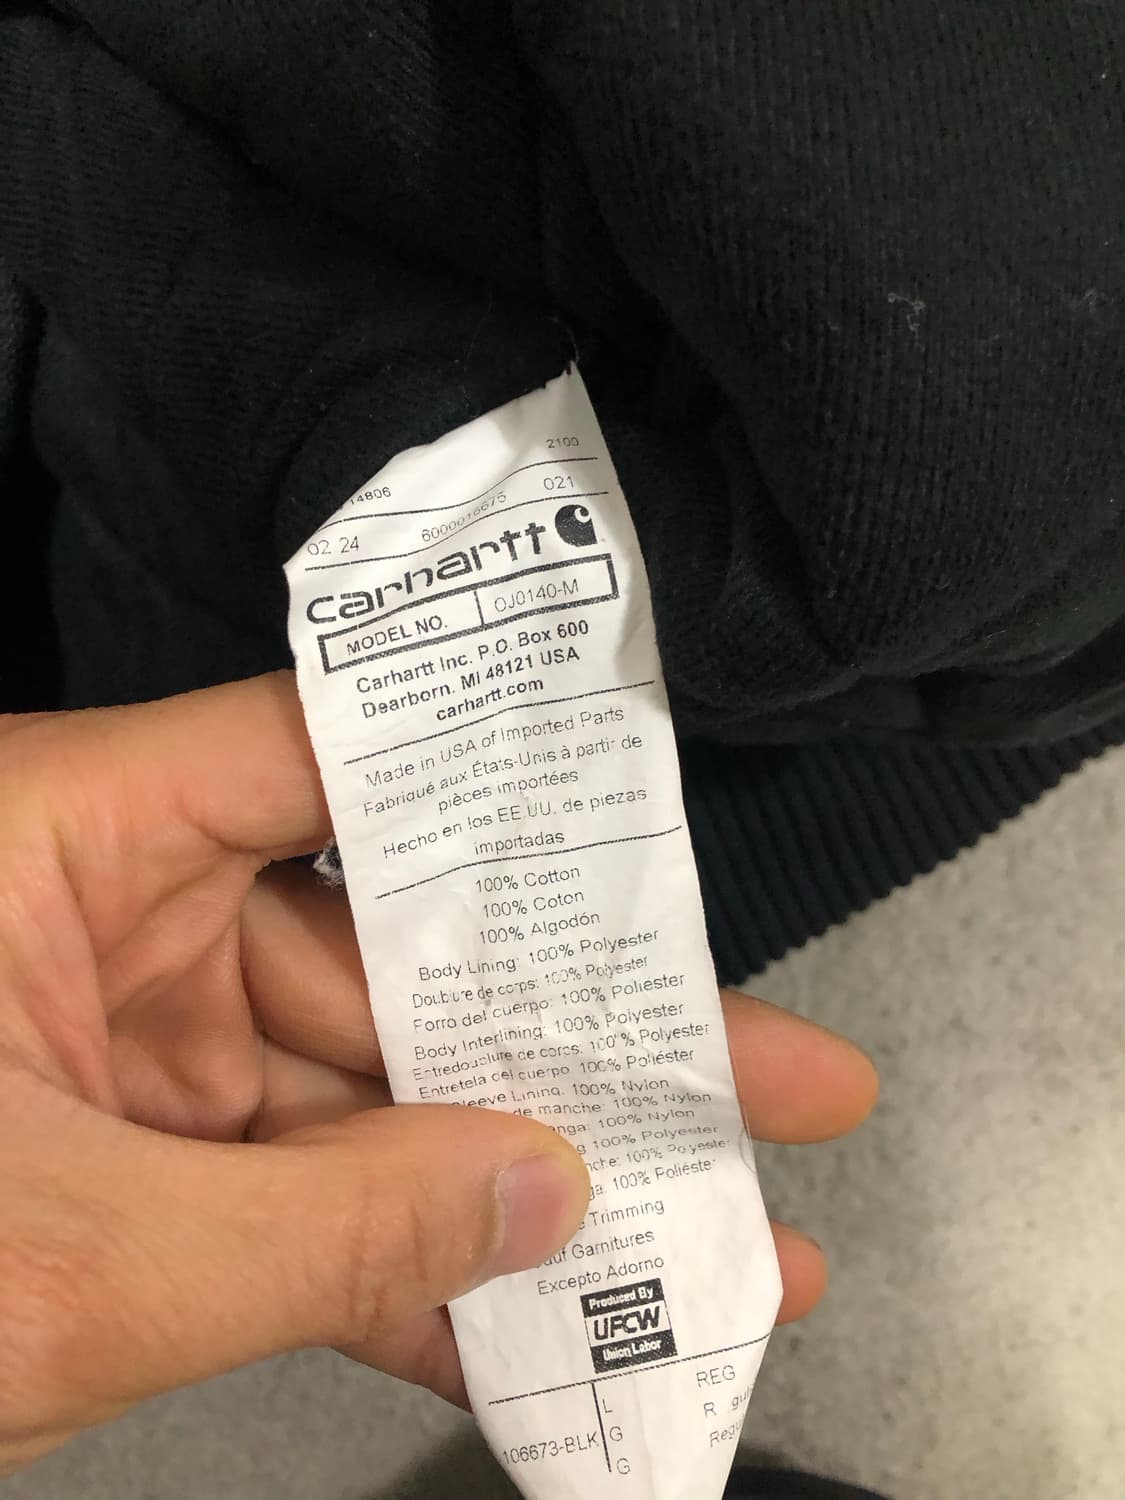 14806
2100
02 24
6000016675
021
carhartt
MODEL NO.
OJ0140-M
Carhartt Inc. P.O. Box 600
Dearborn. MI 48121 USA
carhartt.com
Made in USA of Imported Parts
Fabriqué aux États-Unis à partir de
pièces importées
Hecho en los EE.UU. de piezas
importadas
100% Cotton
100% Coton
100% Algodón
Body Lining: 100% Polyester
Doublure de corps: 100% Polyester
Forro del cuerpo: 100% Poliéster
Body Interlining: 100% Polyester
Entredoublure de corps: 100% Polyester
Entretela del cuerpo 100% Poliéster
Lining. 100% Nylon
de manche: 100% Nylon
100% Nylon
100% Polyester
100% Polyester
100% Poliéster
Trimming
Garnitures
Excepto Adorno
Produced By
UFCW
Union Labor
REG
L
G
106673-BLK
G